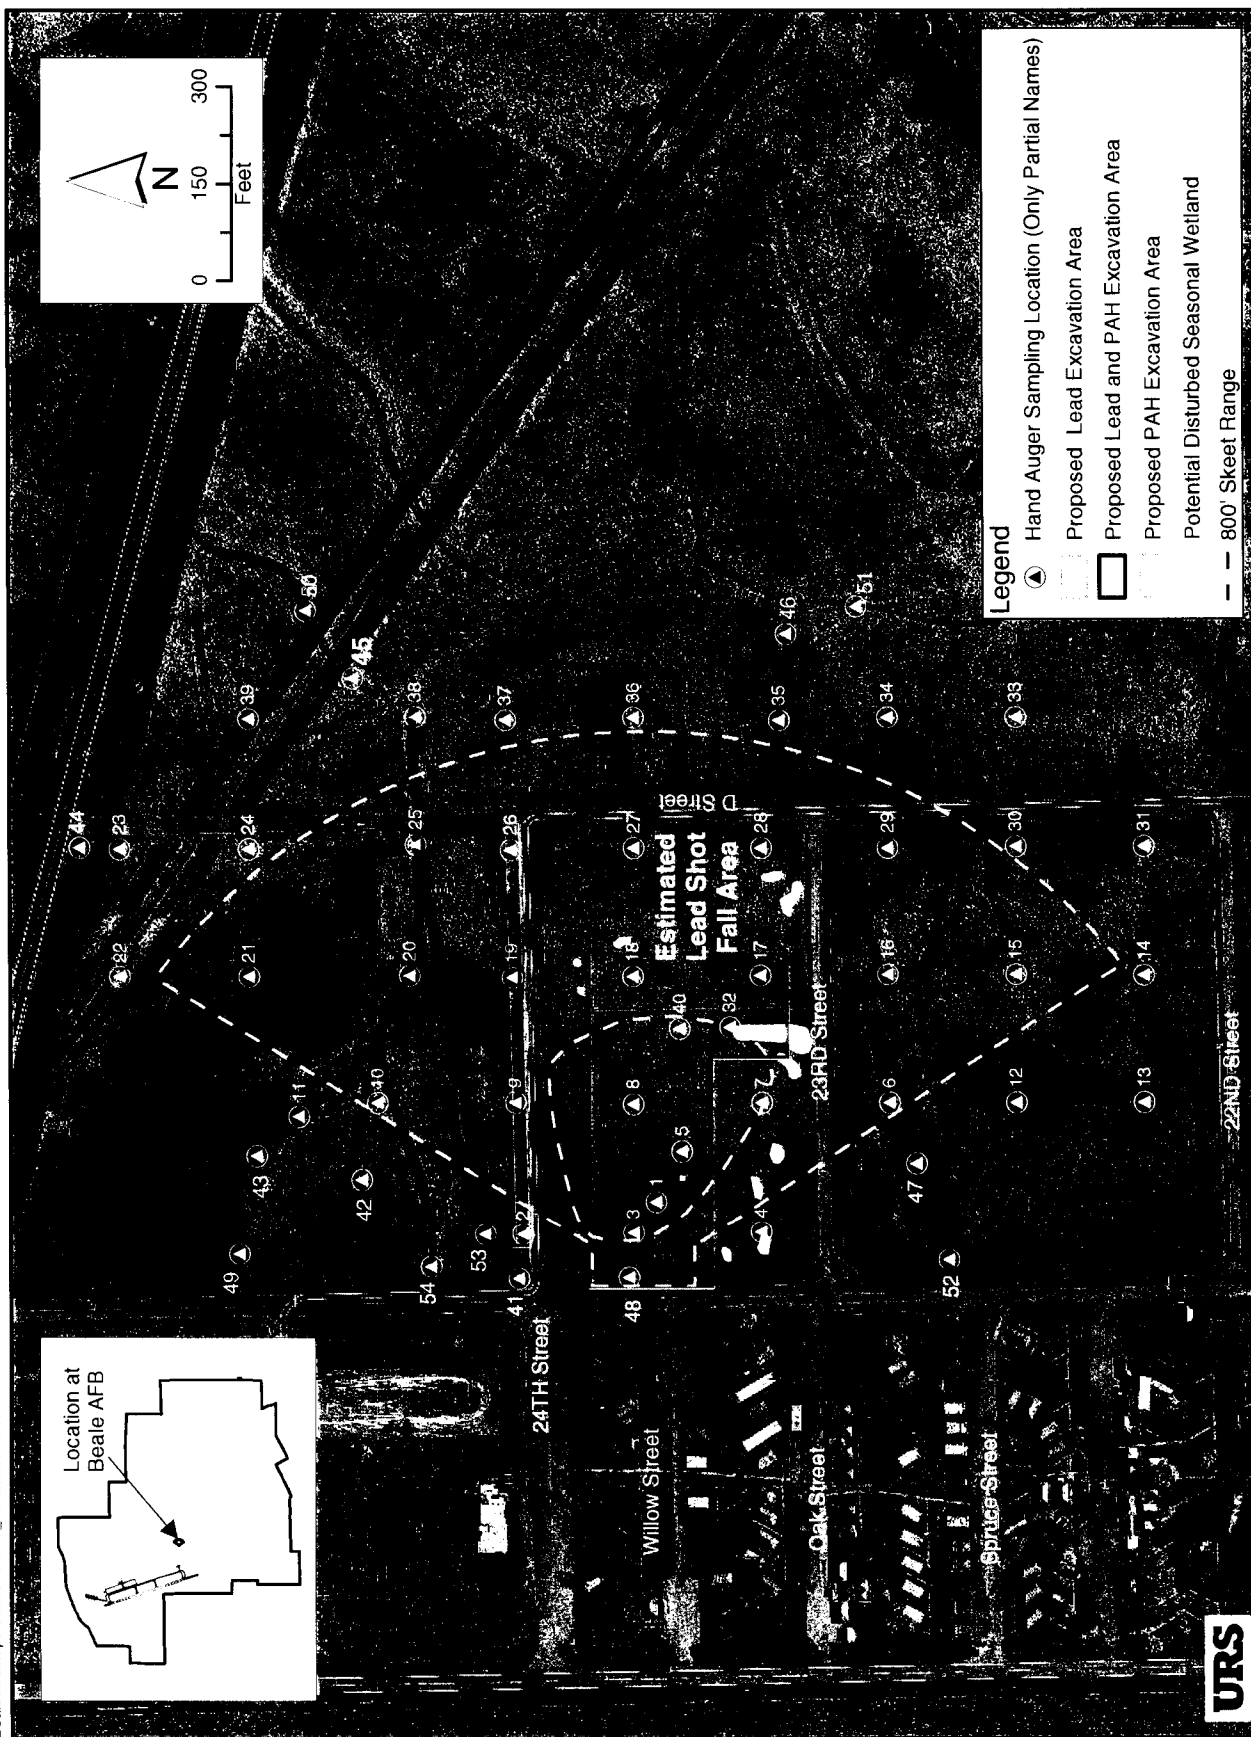 Location at
Beale AFB
N
0 150 300
Feet
44
23
22
24
39
50
45
21
11
43
49
42
10
20
25
38
54
53
41
2
9
19
26
37
24TH Street
48
3
1
5
8
40
18
27
36
Estimated
Lead Shot
Fall Area
D Street
Willow Street
4
7
32
17
28
35
46
51
23RD Street
Oak Street
52
47
6
16
29
34
Spruce Street
12
15
30
33
13
14
31
22ND Street
Legend
Hand Auger Sampling Location (Only Partial Names)
Proposed Lead Excavation Area
Proposed Lead and PAH Excavation Area
Proposed PAH Excavation Area
Potential Disturbed Seasonal Wetland
800' Skeet Range
URS